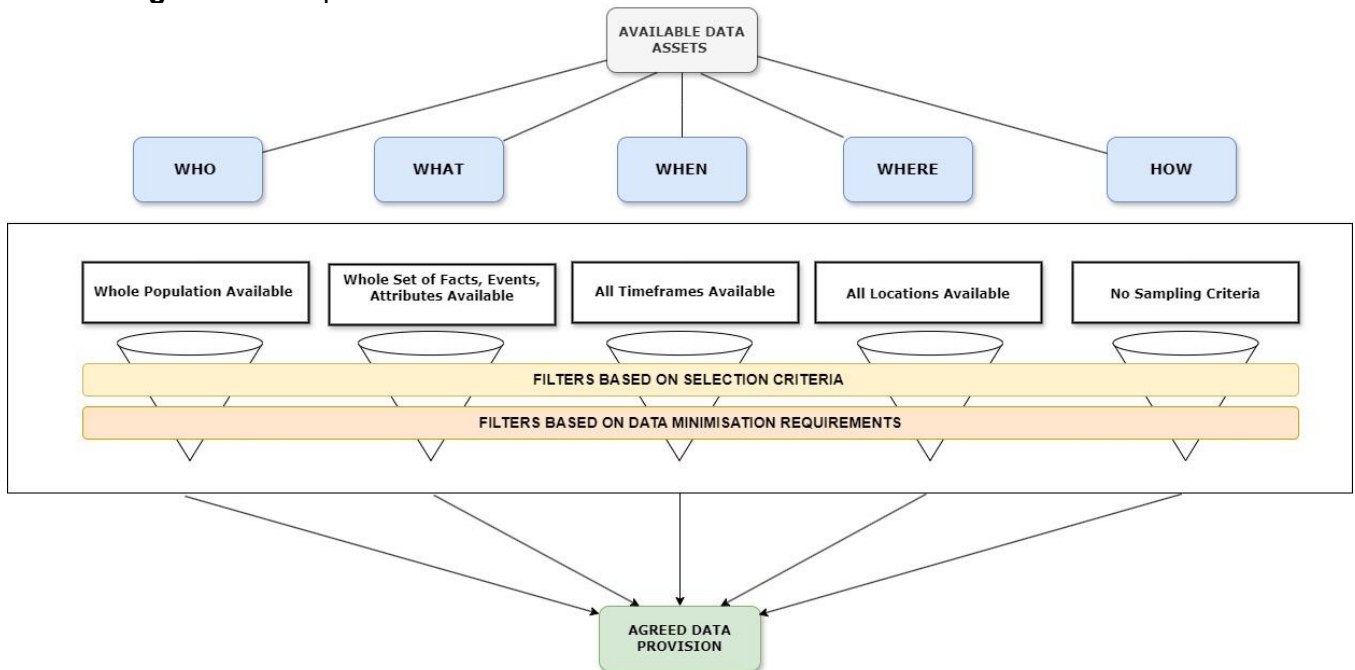 AVAILABLE DATA
ASSETS
WHO
WHAT
WHEN
WHERE
HOW
Whole Population Available
Whole Set of Facts, Events,
Attributes Available
All Timeframes Available
All Locations Available
No Sampling Criteria
FILTERS BASED ON SELECTION CRITERIA
FILTERS BASED ON DATA MINIMISATION REQUIREMENTS
AGREED DATA
PROVISION